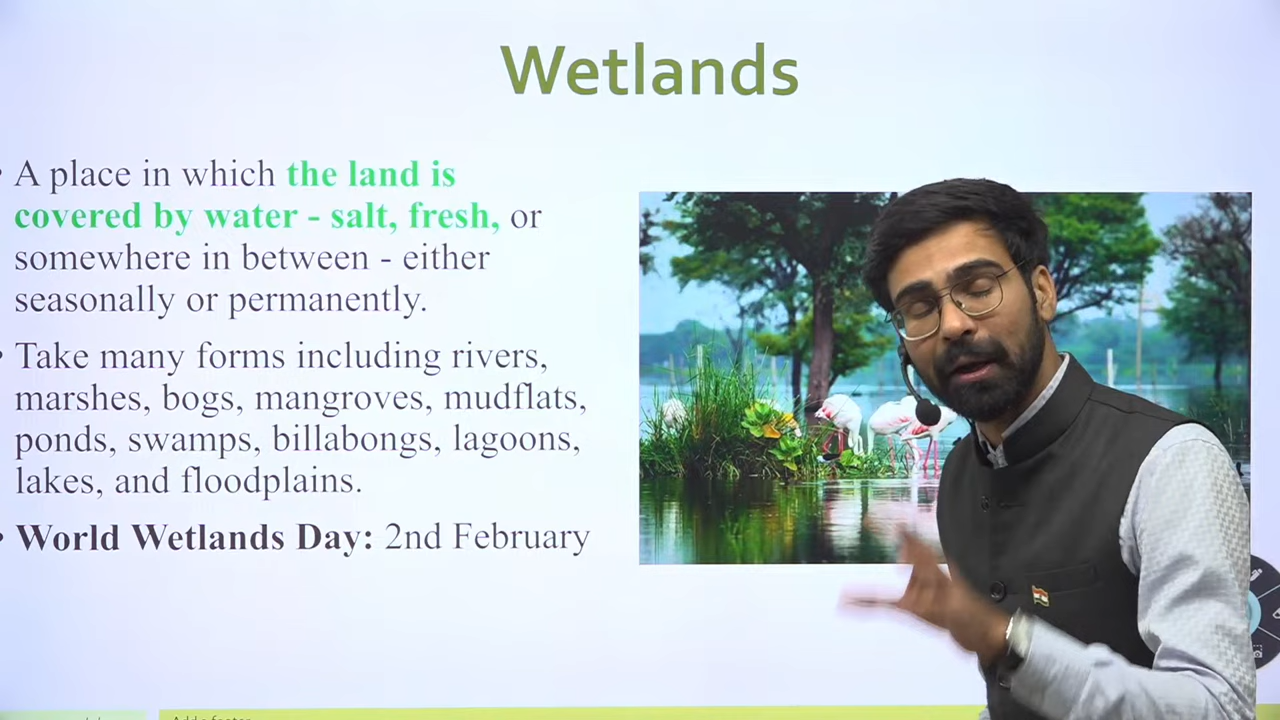 Wetlands
• A place in which the land is
covered by water - salt, fresh, or
somewhere in between - either
seasonally or permanently.
• Take many forms including rivers,
marshes, bogs, mangroves, mudflats,
ponds, swamps, billabongs, lagoons,
lakes, and floodplains.
• World Wetlands Day: 2nd February